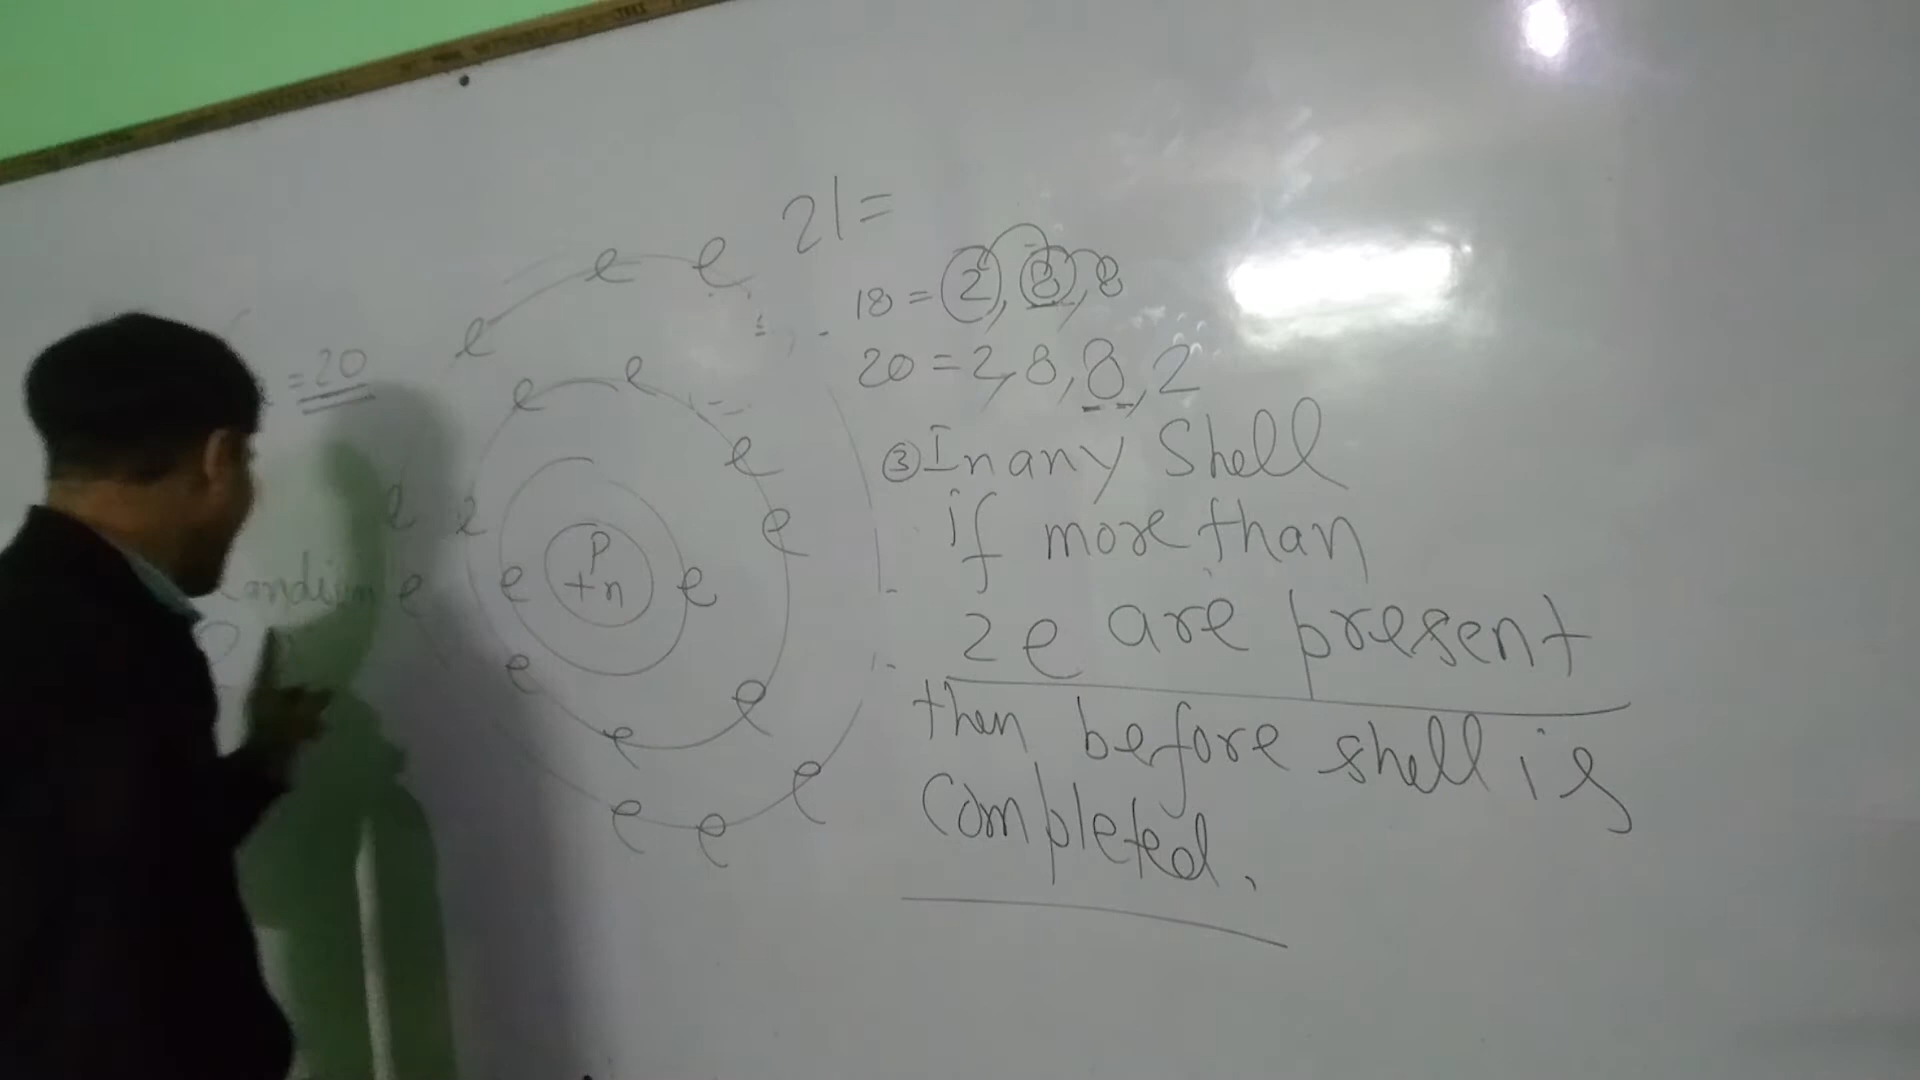 21=
18 = 2, 8, 8
=20
20 = 2, 8, 8, 2
③ In any Shell
if more than
2e are present
then before shell is
completed.
e e
e
e e
e
e e e
e e e
P
+n
e e
e e
e e
e e e